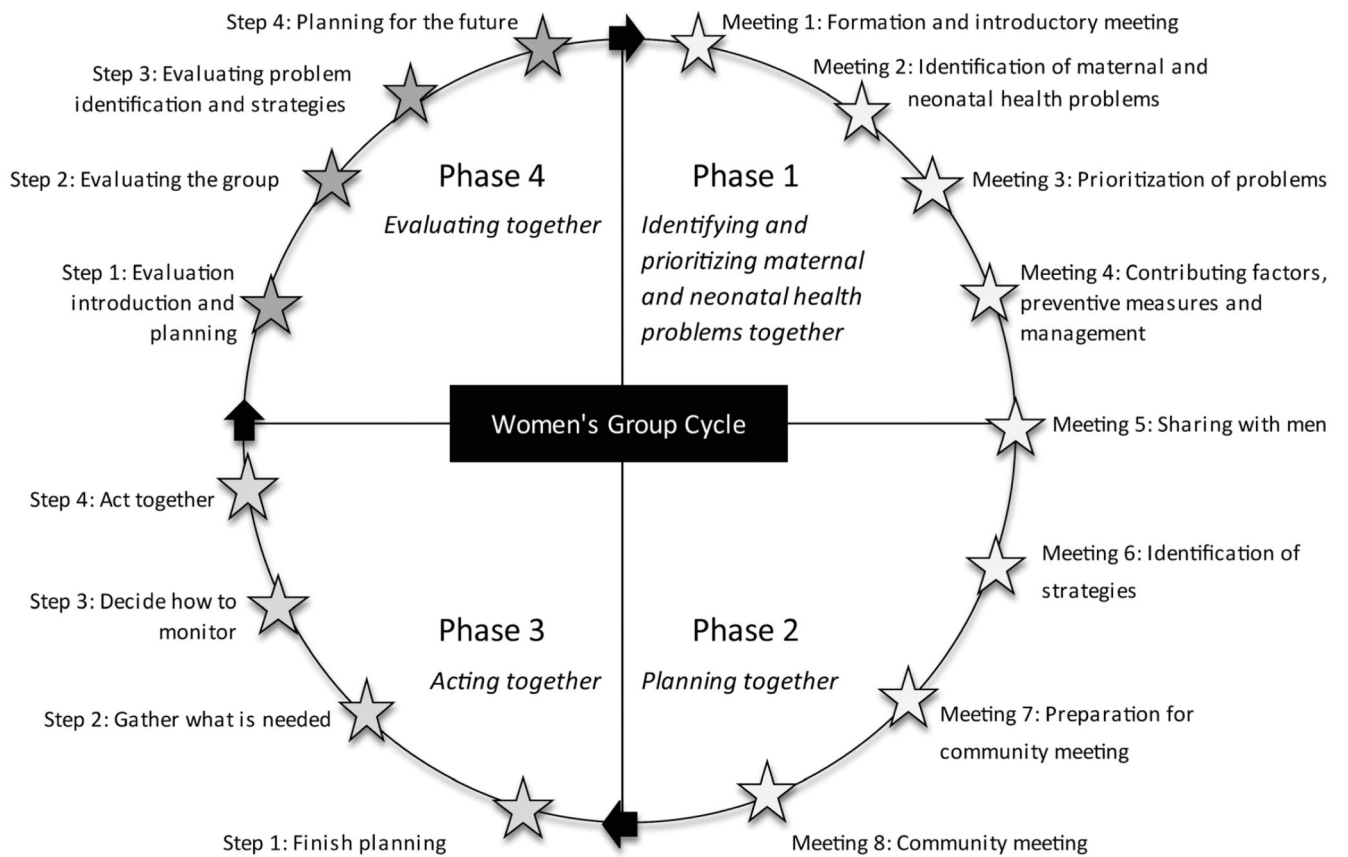 Step 4: Planning for the future
Meeting 1: Formation and introductory meeting
Step 3: Evaluating problem
identification and strategies
Meeting 2: Identification of maternal and
neonatal health problems
Step 2: Evaluating the group
Phase 4
Evaluating together
Phase 1
Identifying and
prioritizing maternal
and neonatal health
problems together
Meeting 3: Prioritization of problems
Step 1: Evaluation
introduction and
planning
Meeting 4: Contributing factors,
preventive measures and
management
Women's Group Cycle
Meeting 5: Sharing with men
Step 4: Act together
Meeting 6: Identification of
strategies
Step 3: Decide how to
monitor
Phase 3
Acting together
Phase 2
Planning together
Step 2: Gather what is needed
Meeting 7: Preparation for
community meeting
Step 1: Finish planning
Meeting 8: Community meeting